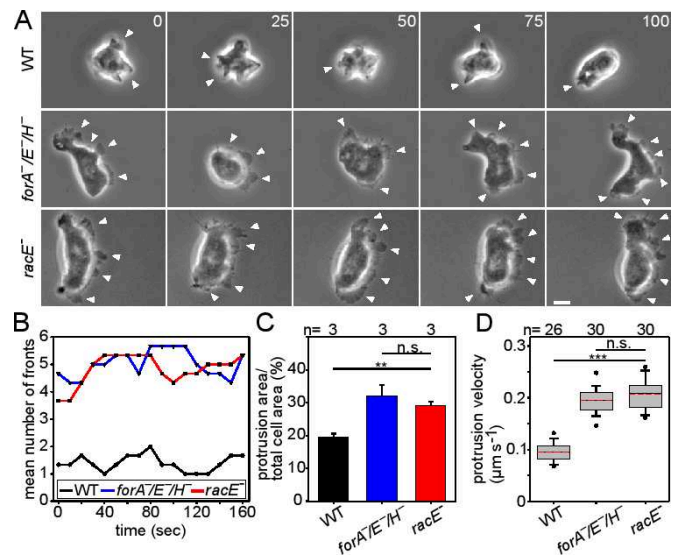 A
0
25
50
75
100
WT
forA⁻/E⁻/H⁻
racE⁻
B
mean number of fronts
6
5
4
3
2
1
0
0
40
80
120
160
time (sec)
WT forA⁻/E⁻/H⁻ racE⁻
C
n= 3 3 3
n.s.
**
protrusion area/
total cell area (%)
40
30
20
10
0
WT
forA⁻/E⁻/H⁻
racE⁻
D
n= 26 30 30
n.s.
***
protrusion velocity
(µm s⁻¹)
0.3
0.2
0.1
0
WT
forA⁻/E⁻/H⁻
racE⁻